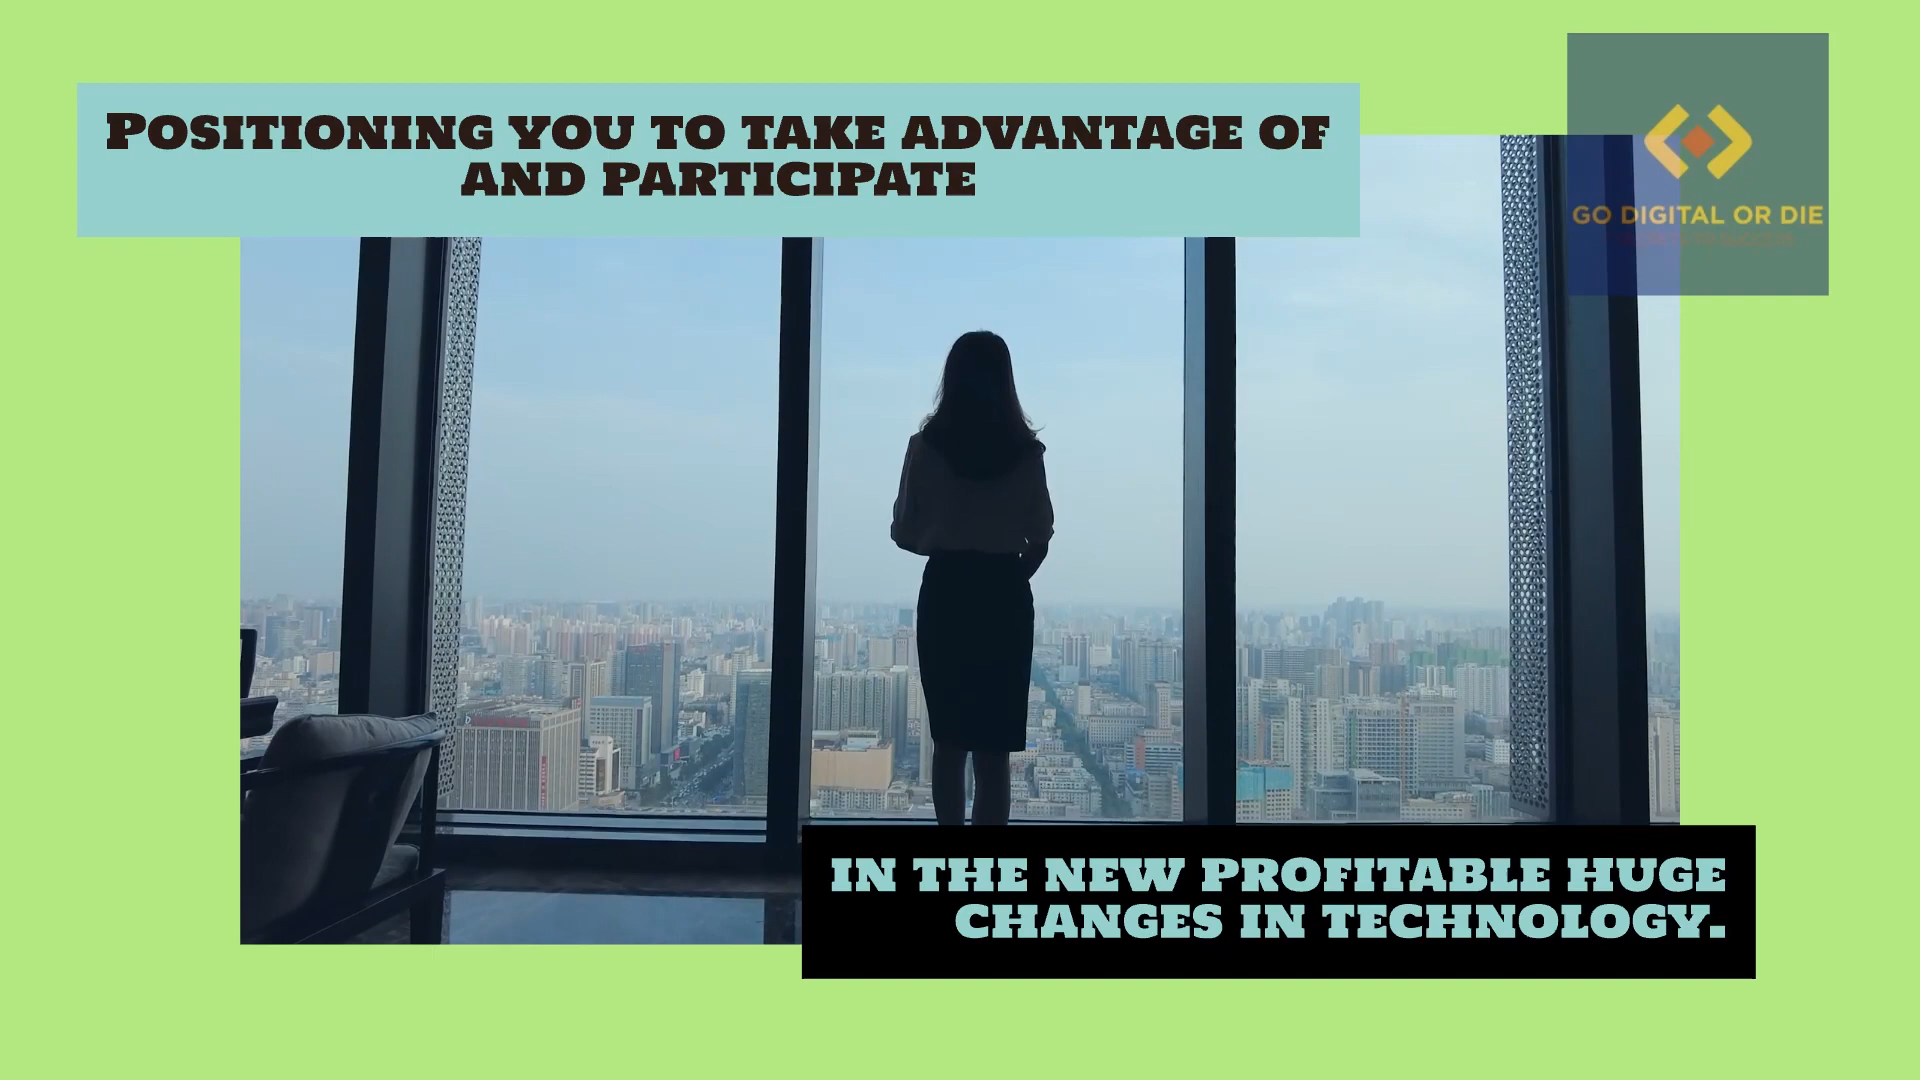 Positioning you to take advantage of
and participate
GO DIGITAL OR DIE
in the new profitable huge
changes in technology.